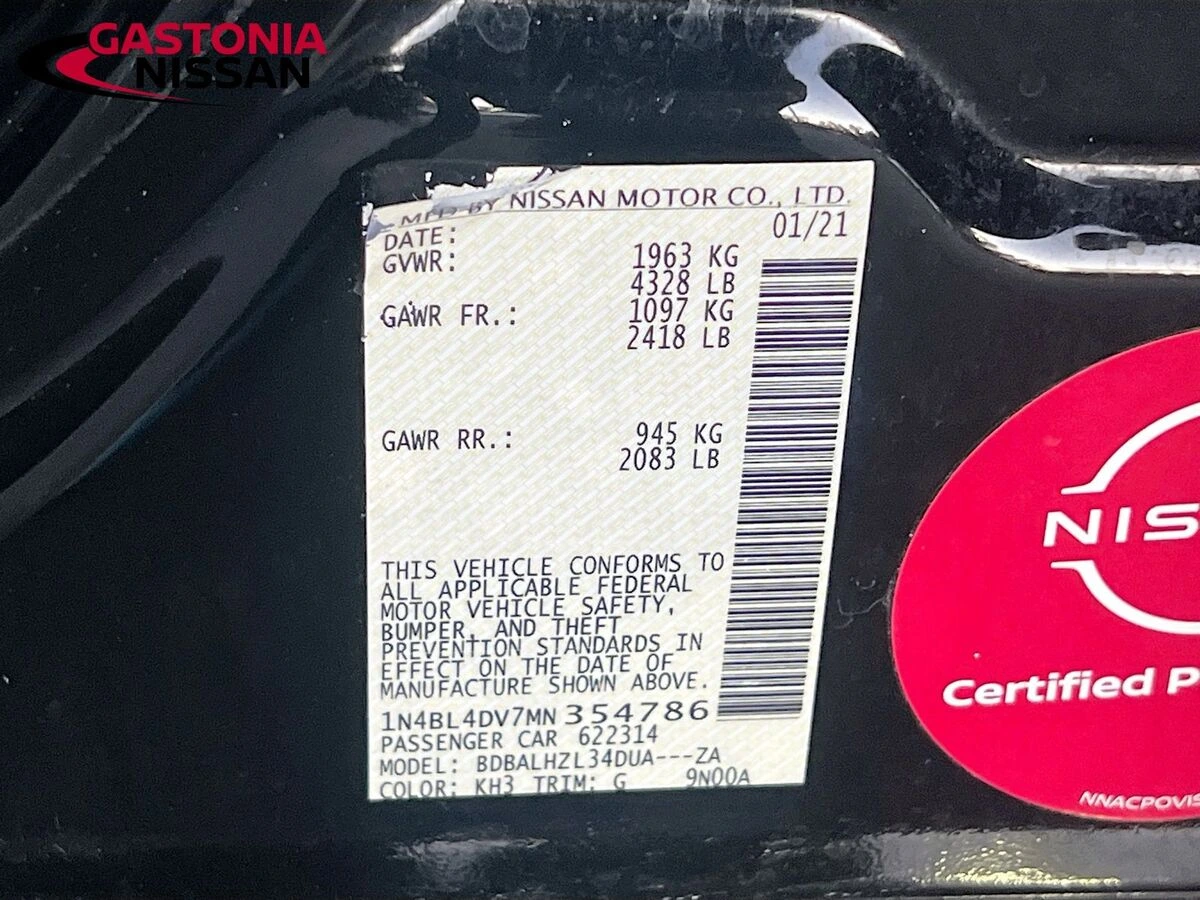 GASTONIA
NISSAN
MFD BY NISSAN MOTOR CO., LTD.
DATE: 01/21
GVWR: 1963 KG
4328 LB
GAWR FR.: 1097 KG
2418 LB
GAWR RR.: 945 KG
2083 LB
THIS VEHICLE CONFORMS TO
ALL APPLICABLE FEDERAL
MOTOR VEHICLE SAFETY,
BUMPER, AND THEFT
PREVENTION STANDARDS IN
EFFECT ON THE DATE OF
MANUFACTURE SHOWN ABOVE.
1N4BL4DV7MN354786
PASSENGER CAR 622314
MODEL: BDBALHZL34DUA---ZA
COLOR: KH3 TRIM: G 9N00A
NIS
Certified P
NNACPOVIS